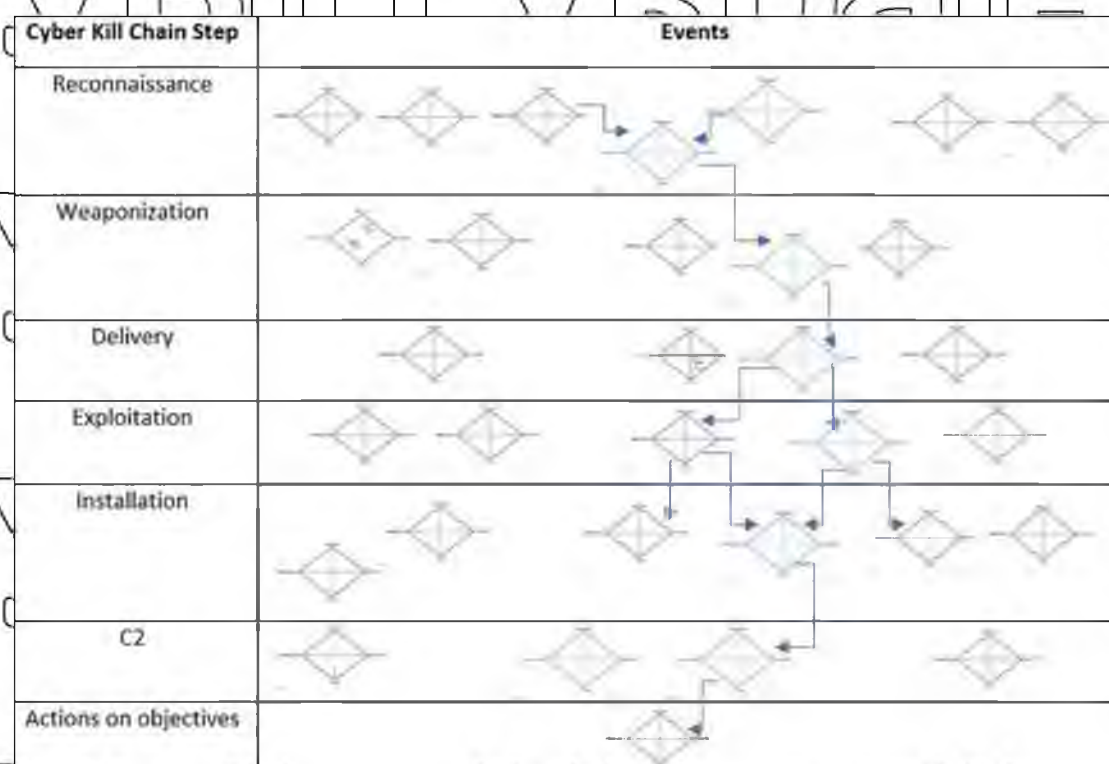 Cyber Kill Chain Step
Events
Reconnaissance
Weaponization
Delivery
Exploitation
Installation
C2
Actions on objectives